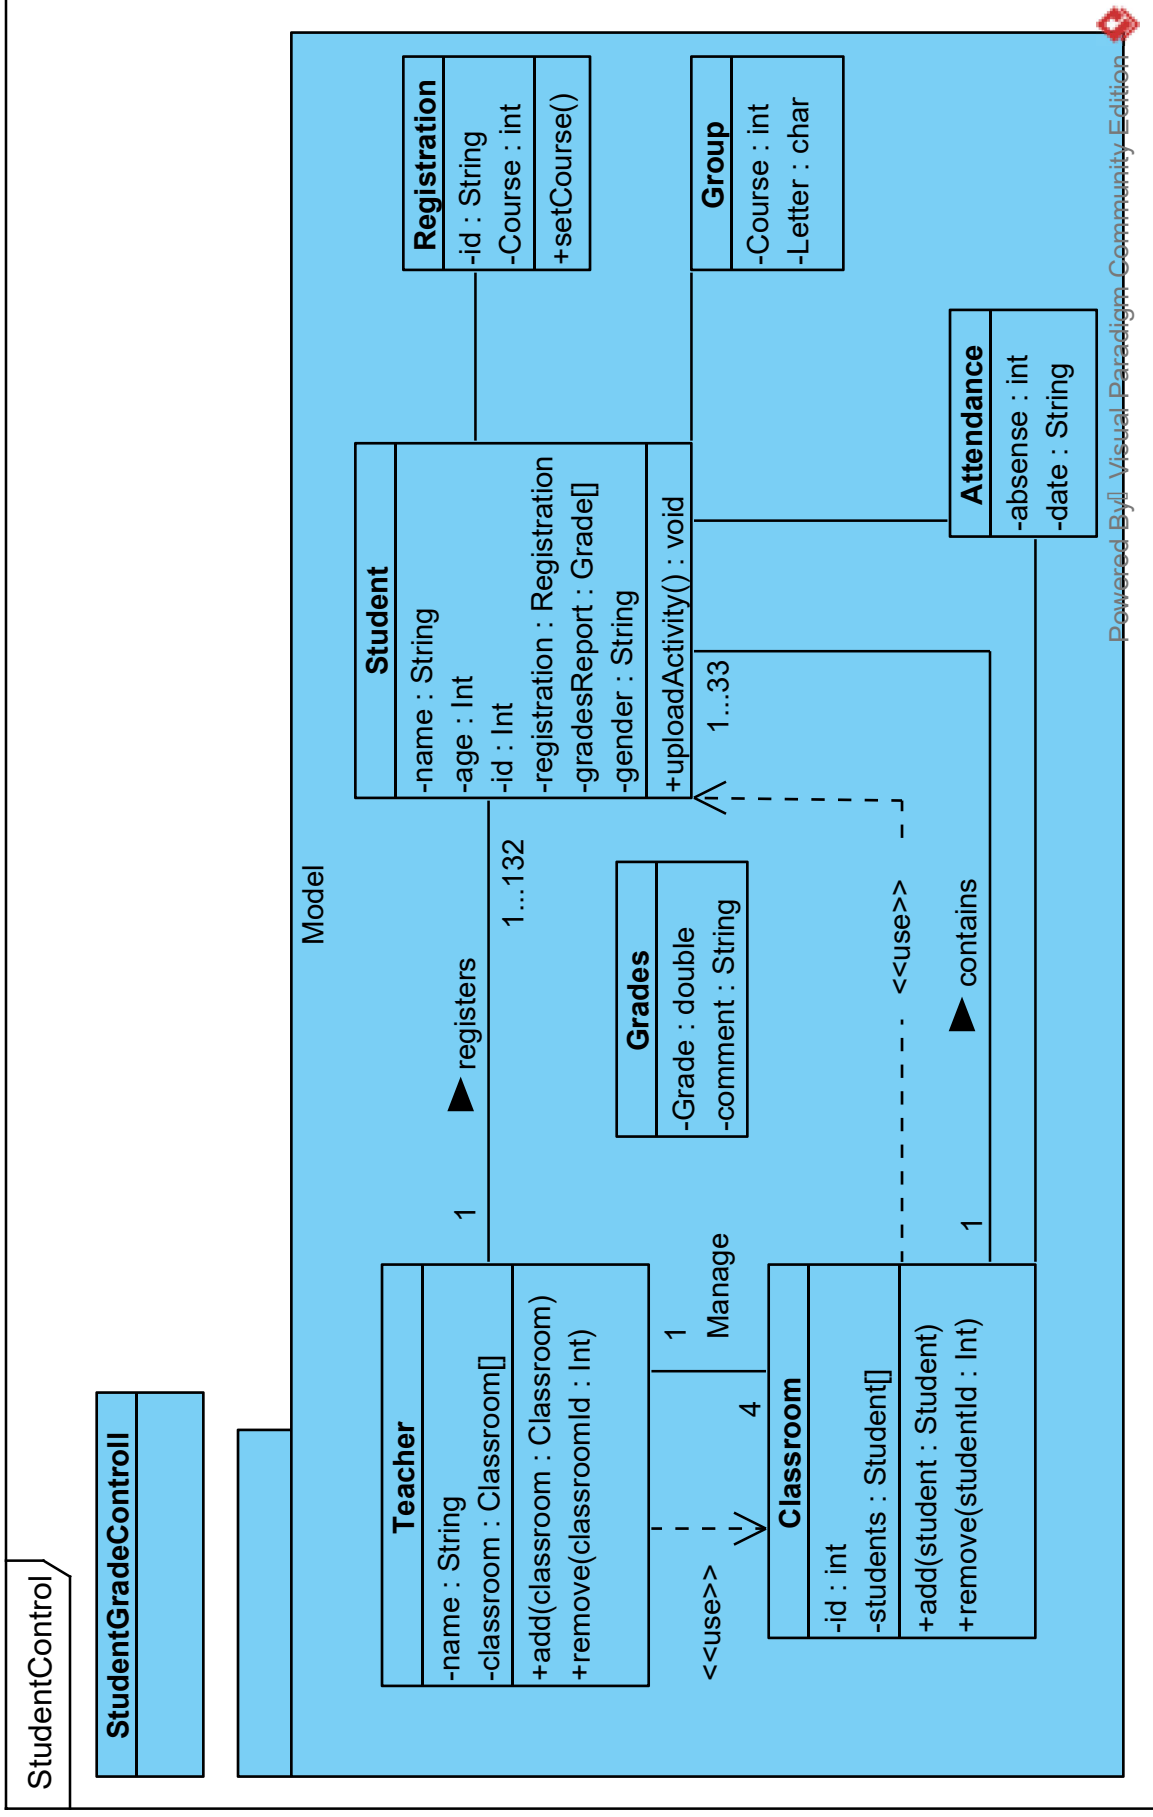 StudentControl
StudentGradeControll
Model
Teacher
-name : String
-classroom : Classroom[]
+add(classroom : Classroom)
+remove(classroomId : Int)
1
registers
1...132
Student
-name : String
-age : Int
-id : Int
-registration : Registration
-gradesReport : Grade[]
-gender : String
+uploadActivity() : void
Registration
-id : String
-Course : int
+setCourse()
Group
-Course : int
-Letter : char
Grades
-Grade : double
-comment : String
<<use>>
1
Manage
4
Classroom
-id : int
-students : Student[]
+add(student : Student)
+remove(studentId : Int)
<<use>>
1
contains
1...33
Attendance
-absense : int
-date : String
Powered By Visual Paradigm Community Edition